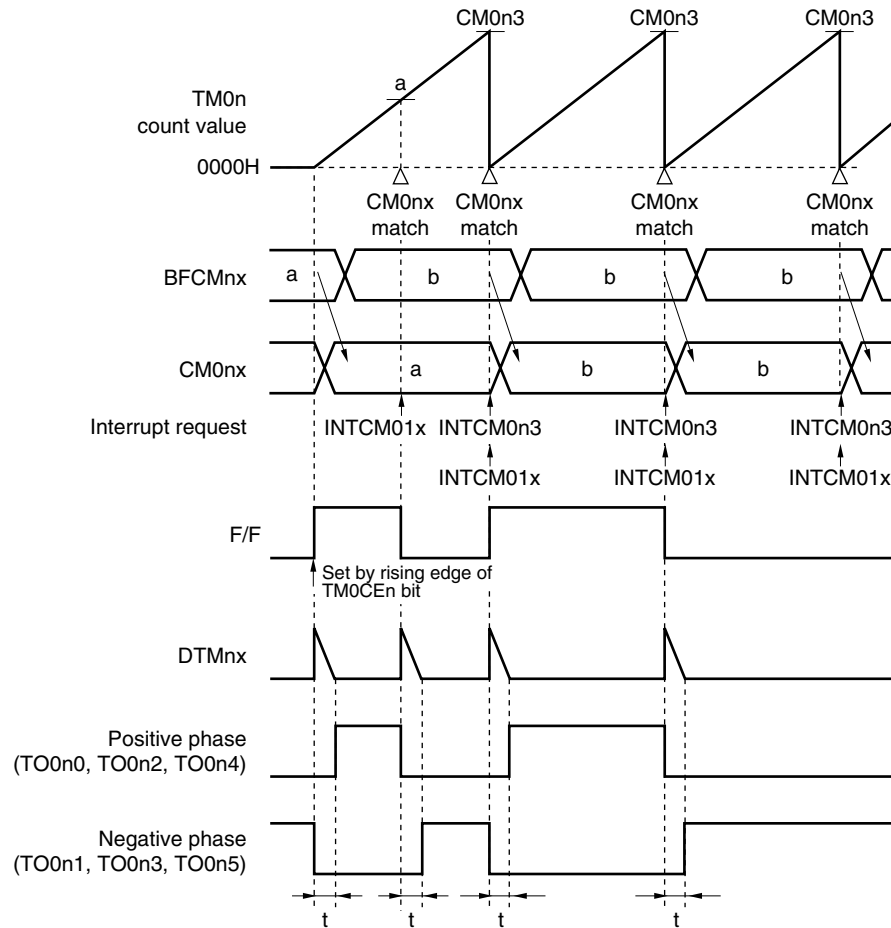 CM0n3 CM0n3 CM0n3
a
TM0n
count value
0000H
CM0nx CM0nx CM0nx CM0nx
match match match match
BFCMnx a b b b
CM0nx a b b
Interrupt request INTCM01x INTCM0n3 INTCM0n3 INTCM0n3
INTCM01x INTCM01x INTCM01x
F/F
Set by rising edge of
TM0CEn bit
DTMnx
Positive phase
(TO0n0, TO0n2, TO0n4)
Negative phase
(TO0n1, TO0n3, TO0n5)
t t t t